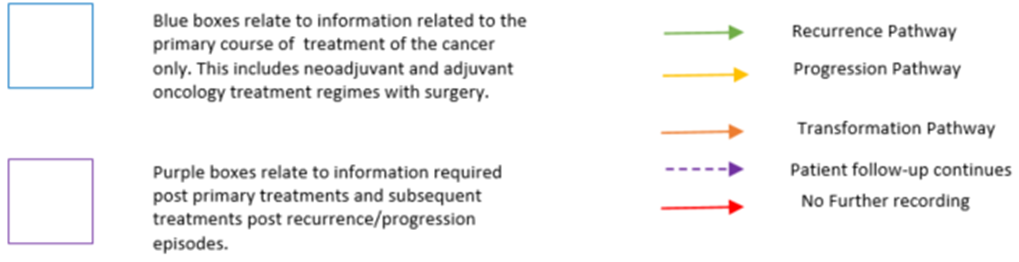 Blue boxes relate to information related to the
primary course of treatment of the cancer
only. This includes neoadjuvant and adjuvant
oncology treatment regimes with surgery.
Purple boxes relate to information required
post primary treatments and subsequent
treatments post recurrence/progression
episodes.
Recurrence Pathway
Progression Pathway
Transformation Pathway
Patient follow-up continues
No Further recording